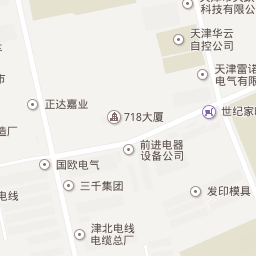 科技有限公
天津华云
自控公司
天津雷诺
电气有限
世纪家
正达嘉业
市
718大厦
造厂
前进电器
设备公司
国欧电气
三千集团
发印模具
电线
津北电线
电缆总厂